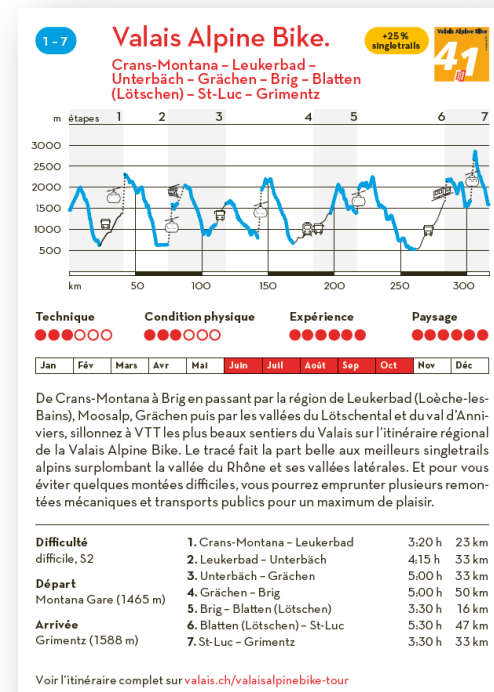 1 – 7
Valais Alpine Bike.
+25 %
singletrails
Valais Alpine Bike
41
Crans-Montana – Leukerbad –
Unterbäch – Grächen – Brig – Blatten
(Lötschen) – St-Luc – Grimentz
m étapes 1 2 3 4 5 6 7
3000
2500
2000
1500
1000
500
km 50 100 150 200 250 300
Technique Condition physique Expérience Paysage
Jan Fév Mars Avr Mai Juin Juil Août Sep Oct Nov Déc
De Crans-Montana à Brig en passant par la région de Leukerbad (Loèche-les-
Bains), Moosalp, Grächen puis par les vallées du Lötschental et du val d’Anni-
viers, sillonnez à VTT les plus beaux sentiers du Valais sur l’itinéraire régional
de la Valais Alpine Bike. Le tracé fait la part belle aux meilleurs singletrails
alpins surplombant la vallée du Rhône et ses vallées latérales. Et pour vous
éviter quelques montées difficiles, vous pourrez emprunter plusieurs remon-
tées mécaniques et transports publics pour un maximum de plaisir.
Difficulté
difficile, S2
Départ
Montana Gare (1465 m)
Arrivée
Grimentz (1588 m)
1. Crans-Montana – Leukerbad 3:20 h 23 km
2. Leukerbad – Unterbäch 4:15 h 33 km
3. Unterbäch – Grächen 5:00 h 33 km
4. Grächen – Brig 5:00 h 50 km
5. Brig – Blatten (Lötschen) 3:30 h 16 km
6. Blatten (Lötschen) – St-Luc 5:30 h 47 km
7. St-Luc – Grimentz 3:30 h 33 km
Voir l’itinéraire complet sur valais.ch/valaisalpinebike-tour